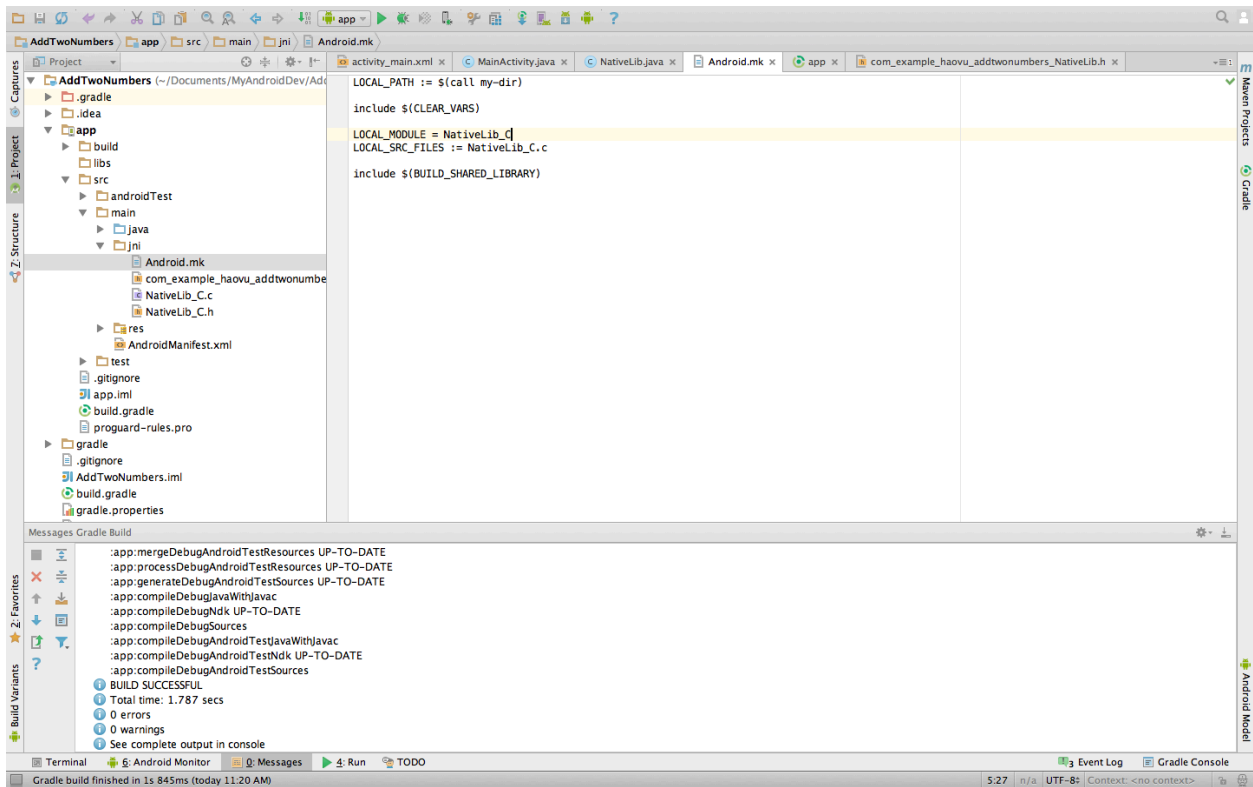 app
AddTwoNumbers app src main jni Android.mk
Project
activity_main.xml MainActivity.java NativeLib.java Android.mk app com_example_haovu_addtwonumbers_NativeLib.h
Captures
1: Project
7: Structure
2: Favorites
Build Variants
AddTwoNumbers (~/Documents/MyAndroidDev/Add
.gradle
.idea
app
build
libs
src
androidTest
main
java
jni
Android.mk
com_example_haovu_addtwonumbe
NativeLib_C.c
NativeLib_C.h
res
AndroidManifest.xml
test
.gitignore
app.iml
build.gradle
proguard-rules.pro
gradle
.gitignore
AddTwoNumbers.iml
build.gradle
gradle.properties
LOCAL_PATH := $(call my-dir)
include $(CLEAR_VARS)
LOCAL_MODULE = NativeLib_C
LOCAL_SRC_FILES := NativeLib_C.c
include $(BUILD_SHARED_LIBRARY)
Maven Projects
Gradle
Android Model
Messages Gradle Build
:app:mergeDebugAndroidTestResources UP-TO-DATE
:app:processDebugAndroidTestResources UP-TO-DATE
:app:generateDebugAndroidTestSources UP-TO-DATE
:app:compileDebugJavaWithJavac
:app:compileDebugNdk UP-TO-DATE
:app:compileDebugSources
:app:compileDebugAndroidTestJavaWithJavac
:app:compileDebugAndroidTestNdk UP-TO-DATE
:app:compileDebugAndroidTestSources
BUILD SUCCESSFUL
Total time: 1.787 secs
0 errors
0 warnings
See complete output in console
Terminal 6: Android Monitor 0: Messages 4: Run TODO 3 Event Log Gradle Console
Gradle build finished in 1s 845ms (today 11:20 AM) 5:27 n/a UTF-8 Context: <no context>